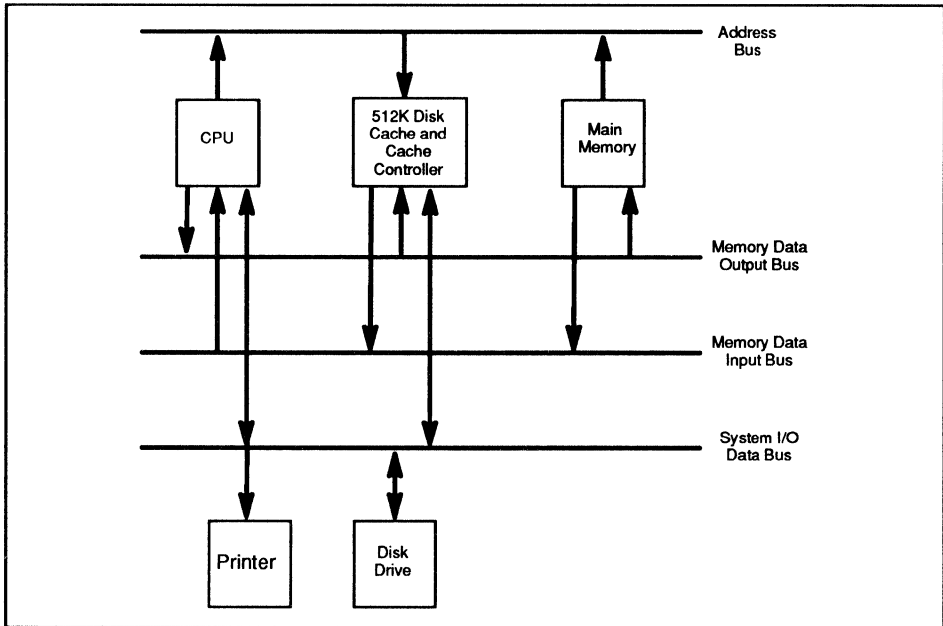 Address
Bus
CPU
512K Disk
Cache and
Cache
Controller
Main
Memory
Memory Data
Output Bus
Memory Data
Input Bus
System I/O
Data Bus
Printer
Disk
Drive